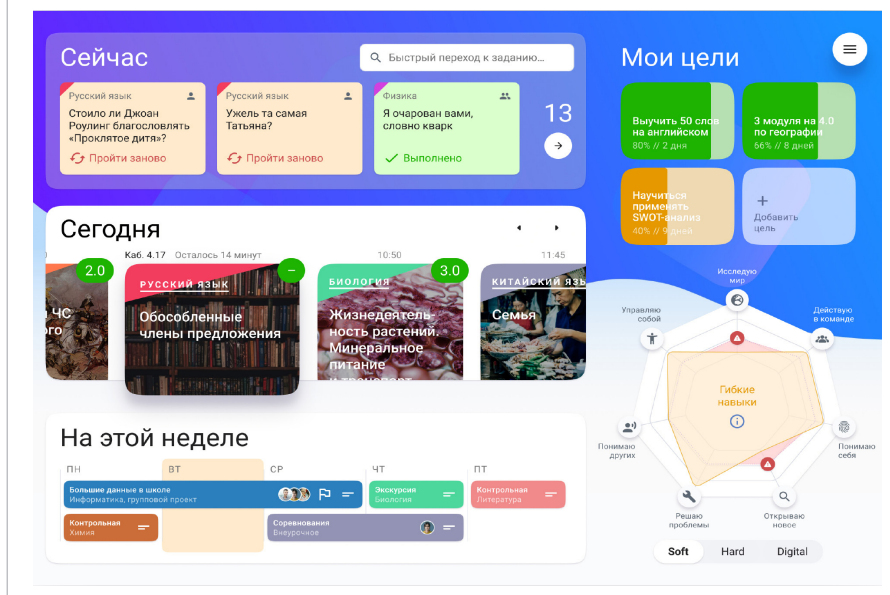 Сейчас
Быстрый переход к заданию...
Русский язык
Стоило ли Джоан
Роулинг благословлять
«Проклятое дитя»?
Пройти заново
Русский язык
Ужель та самая
Татьяна?
Пройти заново
Физика
Я очарован вами,
словно кварк
Выполнено
13
Мои цели
Выучить 50 слов
на английском
80% // 2 дня
3 модуля на 4.0
по географии
66% // 8 дней
Научиться
применять
SWOT-анализ
40% // 9 дней
+
Добавить
цель
Сегодня
Каб. 4.17 Осталось 14 минут
10:50
11:45
2.0
ЧС
ого
РУССКИЙ ЯЗЫК
–
Обособленные
члены предложения
БИОЛОГИЯ
3.0
Жизнедеятель-
ность растений.
Минеральное
питание
и транспорт
КИТАЙСКИЙ ЯЗЫ
Семья
На этой неделе
ПН
ВТ
СР
ЧТ
ПТ
Большие данные в школе
Информатика, групповой проект
Экскурсия
Биология
Контрольная
Литература
Контрольная
Химия
Соревнования
Внеурочное
Исследую
мир
Управляю
собой
Действую
в команде
Гибкие
навыки
Понимаю
других
Понимаю
себя
Решаю
проблемы
Открываю
новое
Soft
Hard
Digital